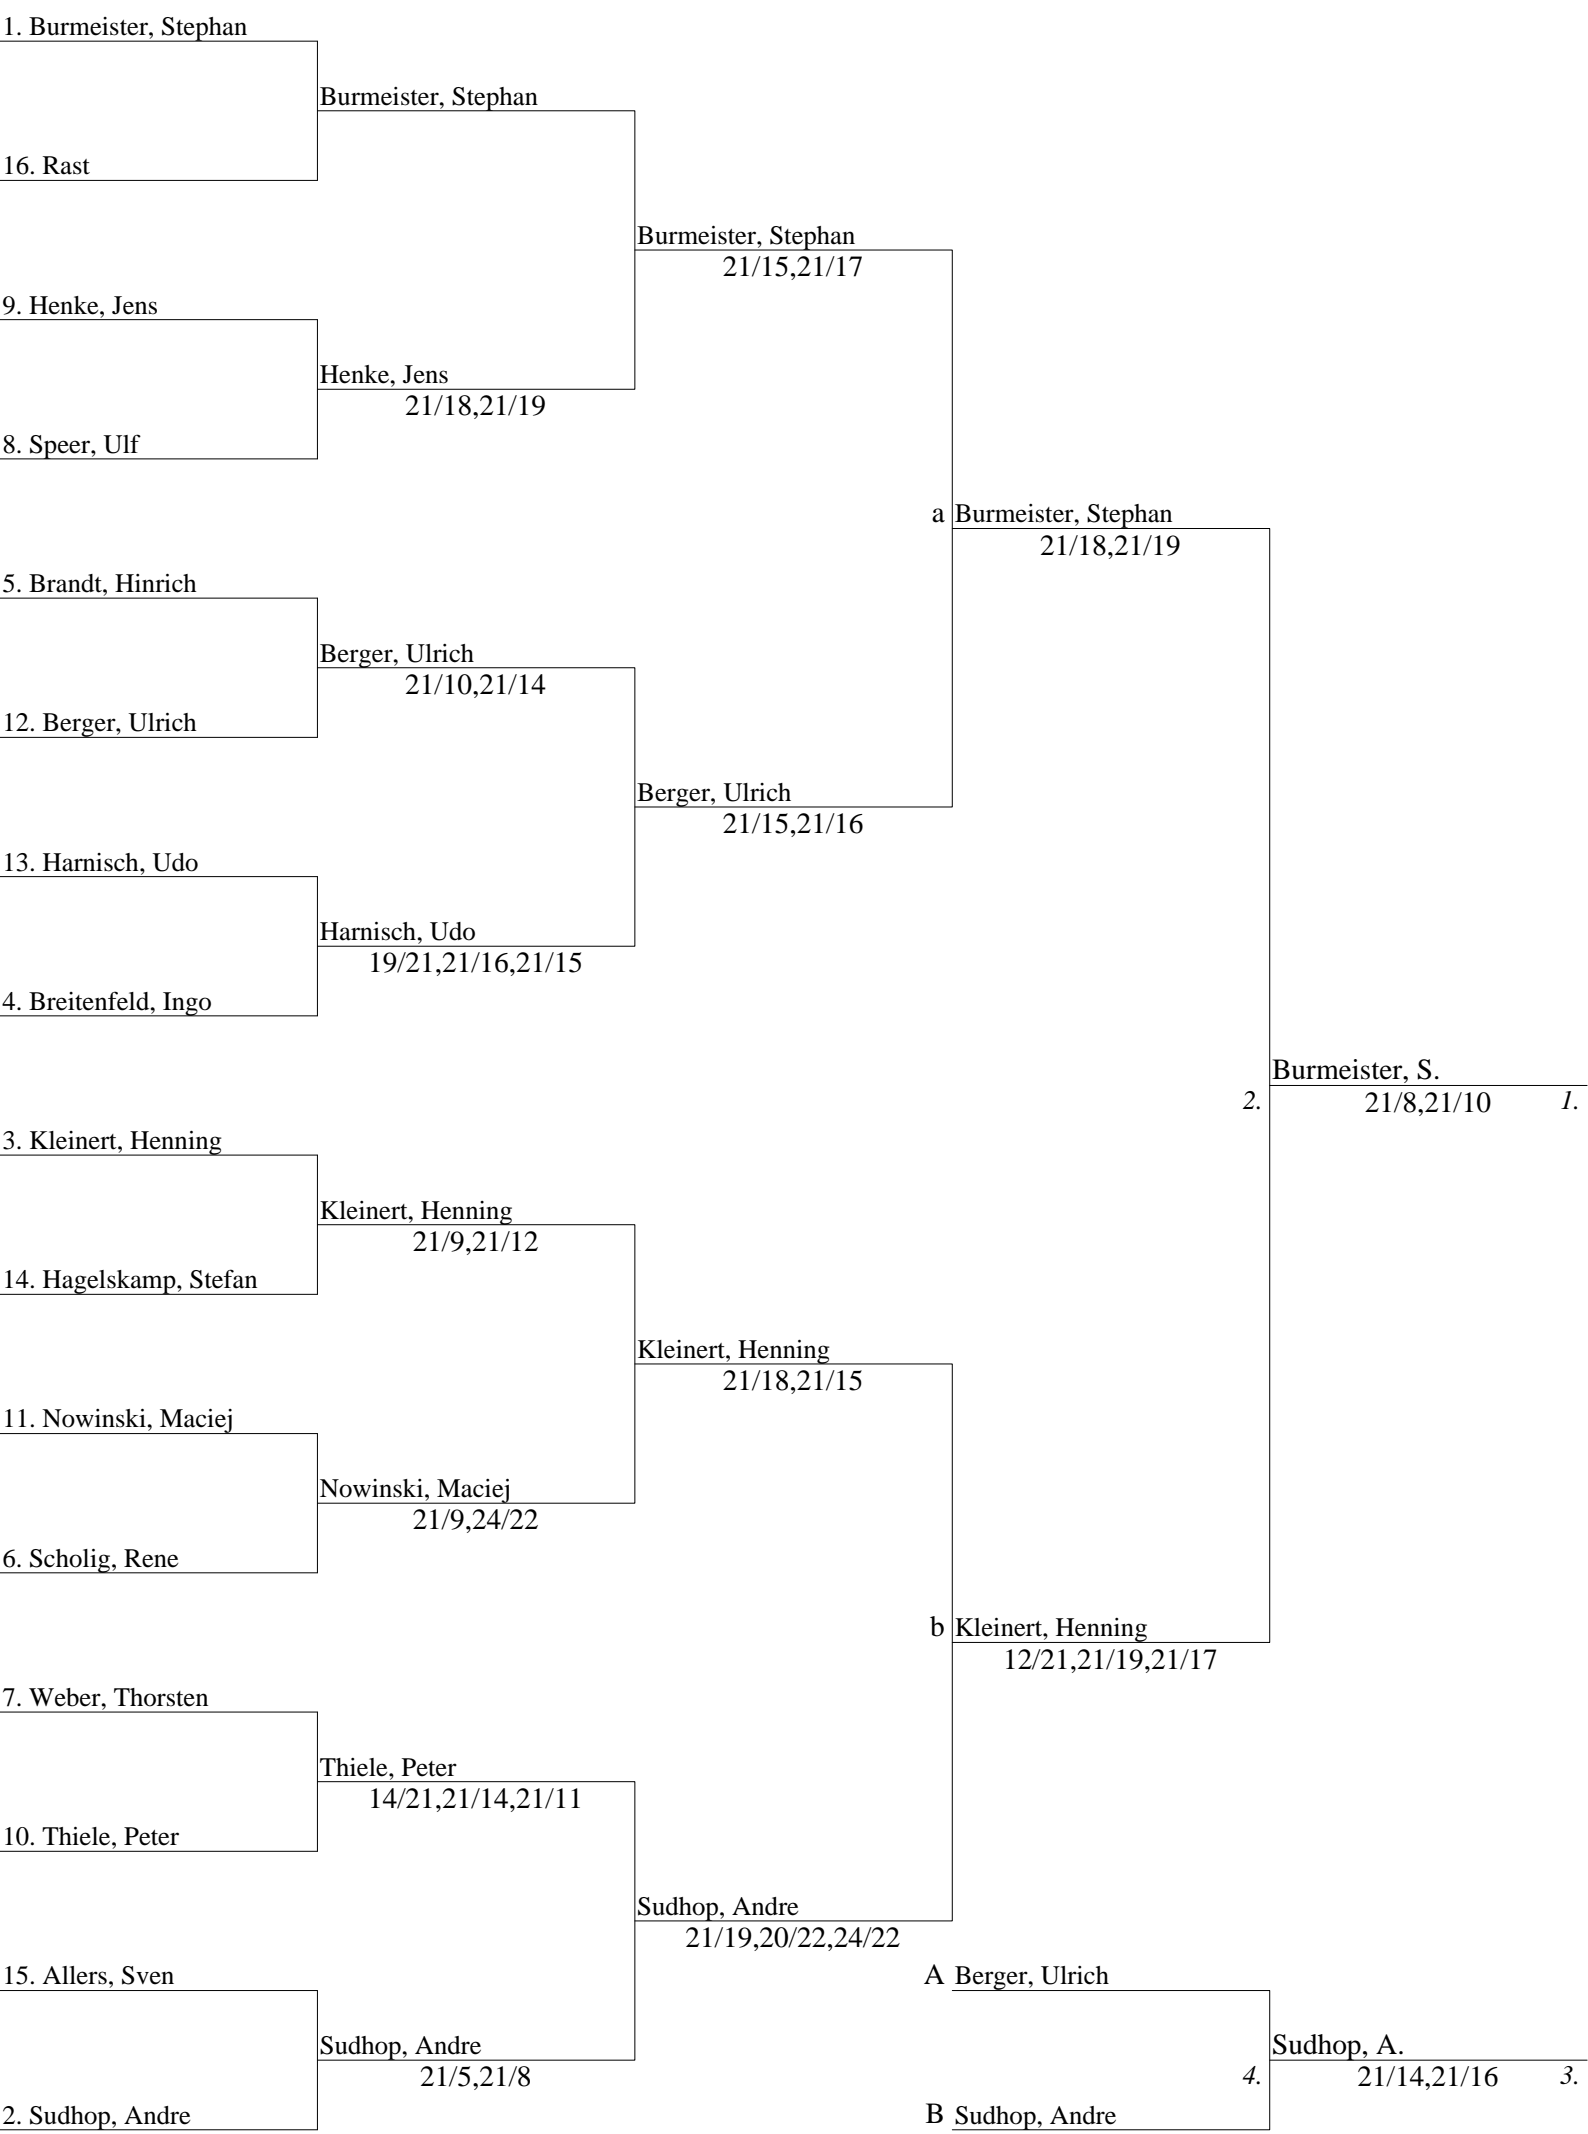 1. Burmeister, Stephan
Burmeister, Stephan
16. Rast
Burmeister, Stephan
21/15,21/17
9. Henke, Jens
Henke, Jens
21/18,21/19
8. Speer, Ulf
a Burmeister, Stephan
21/18,21/19
5. Brandt, Hinrich
Berger, Ulrich
21/10,21/14
12. Berger, Ulrich
Berger, Ulrich
21/15,21/16
13. Harnisch, Udo
Harnisch, Udo
19/21,21/16,21/15
4. Breitenfeld, Ingo
Burmeister, S.
2. 21/8,21/10 1.
3. Kleinert, Henning
Kleinert, Henning
21/9,21/12
14. Hagelskamp, Stefan
Kleinert, Henning
21/18,21/15
11. Nowinski, Maciej
Nowinski, Maciej
21/9,24/22
6. Scholig, Rene
b Kleinert, Henning
12/21,21/19,21/17
7. Weber, Thorsten
Thiele, Peter
14/21,21/14,21/11
10. Thiele, Peter
Sudhop, Andre
21/19,20/22,24/22
15. Allers, Sven
A Berger, Ulrich
Sudhop, Andre
21/5,21/8
Sudhop, A.
4. 21/14,21/16 3.
2. Sudhop, Andre
B Sudhop, Andre